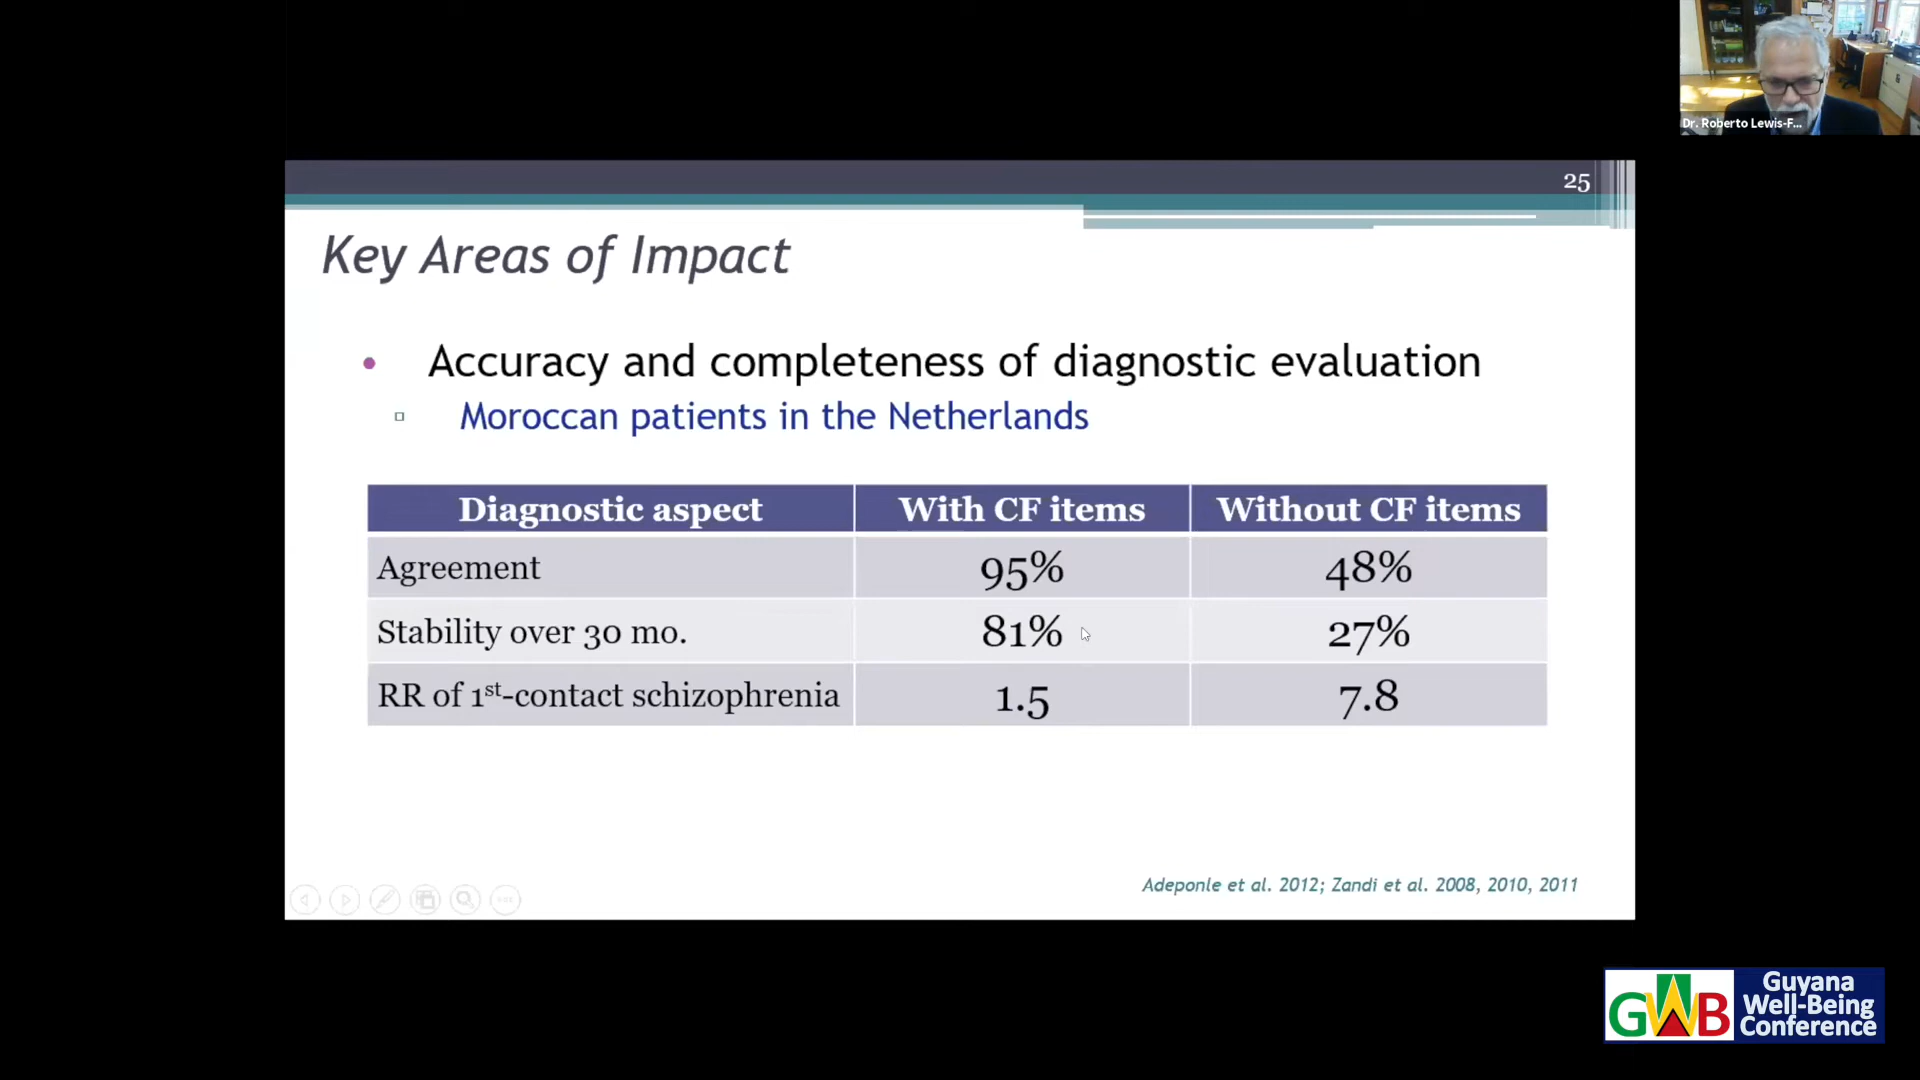 Dr. Roberto Lewis-F...
25
Key Areas of Impact
• Accuracy and completeness of diagnostic evaluation
▫ Moroccan patients in the Netherlands
Diagnostic aspect With CF items Without CF items
Agreement 95% 48%
Stability over 30 mo. 81% 27%
RR of 1st-contact schizophrenia 1.5 7.8
Adeponle et al. 2012; Zandi et al. 2008, 2010, 2011
GWB
Guyana
Well-Being
Conference